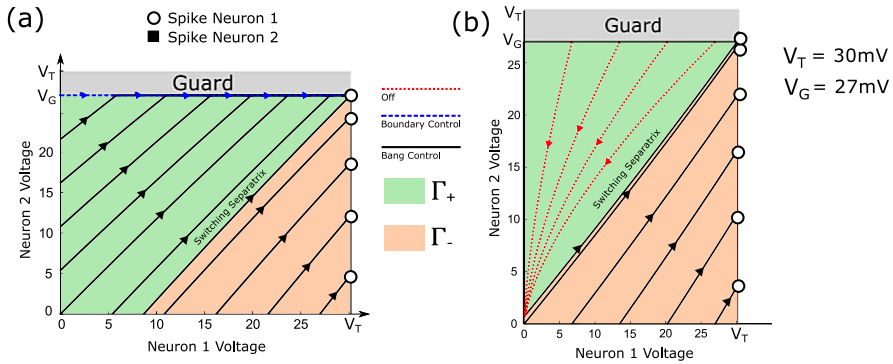 (a)
Spike Neuron 1
Spike Neuron 2
V_T
Guard
V_G
25
20
15
10
5
0
Neuron 2 Voltage
Switching Separatrix
0
5
10
15
20
25
V_T
Neuron 1 Voltage
Off
Boundary Control
Bang Control
Γ+
Γ-
(b)
V_T
Guard
V_G
25
20
15
10
5
0
Neuron 2 Voltage
Switching Separatrix
0
5
10
15
20
25
V_T
Neuron 1 Voltage
V_T = 30mV
V_G = 27mV